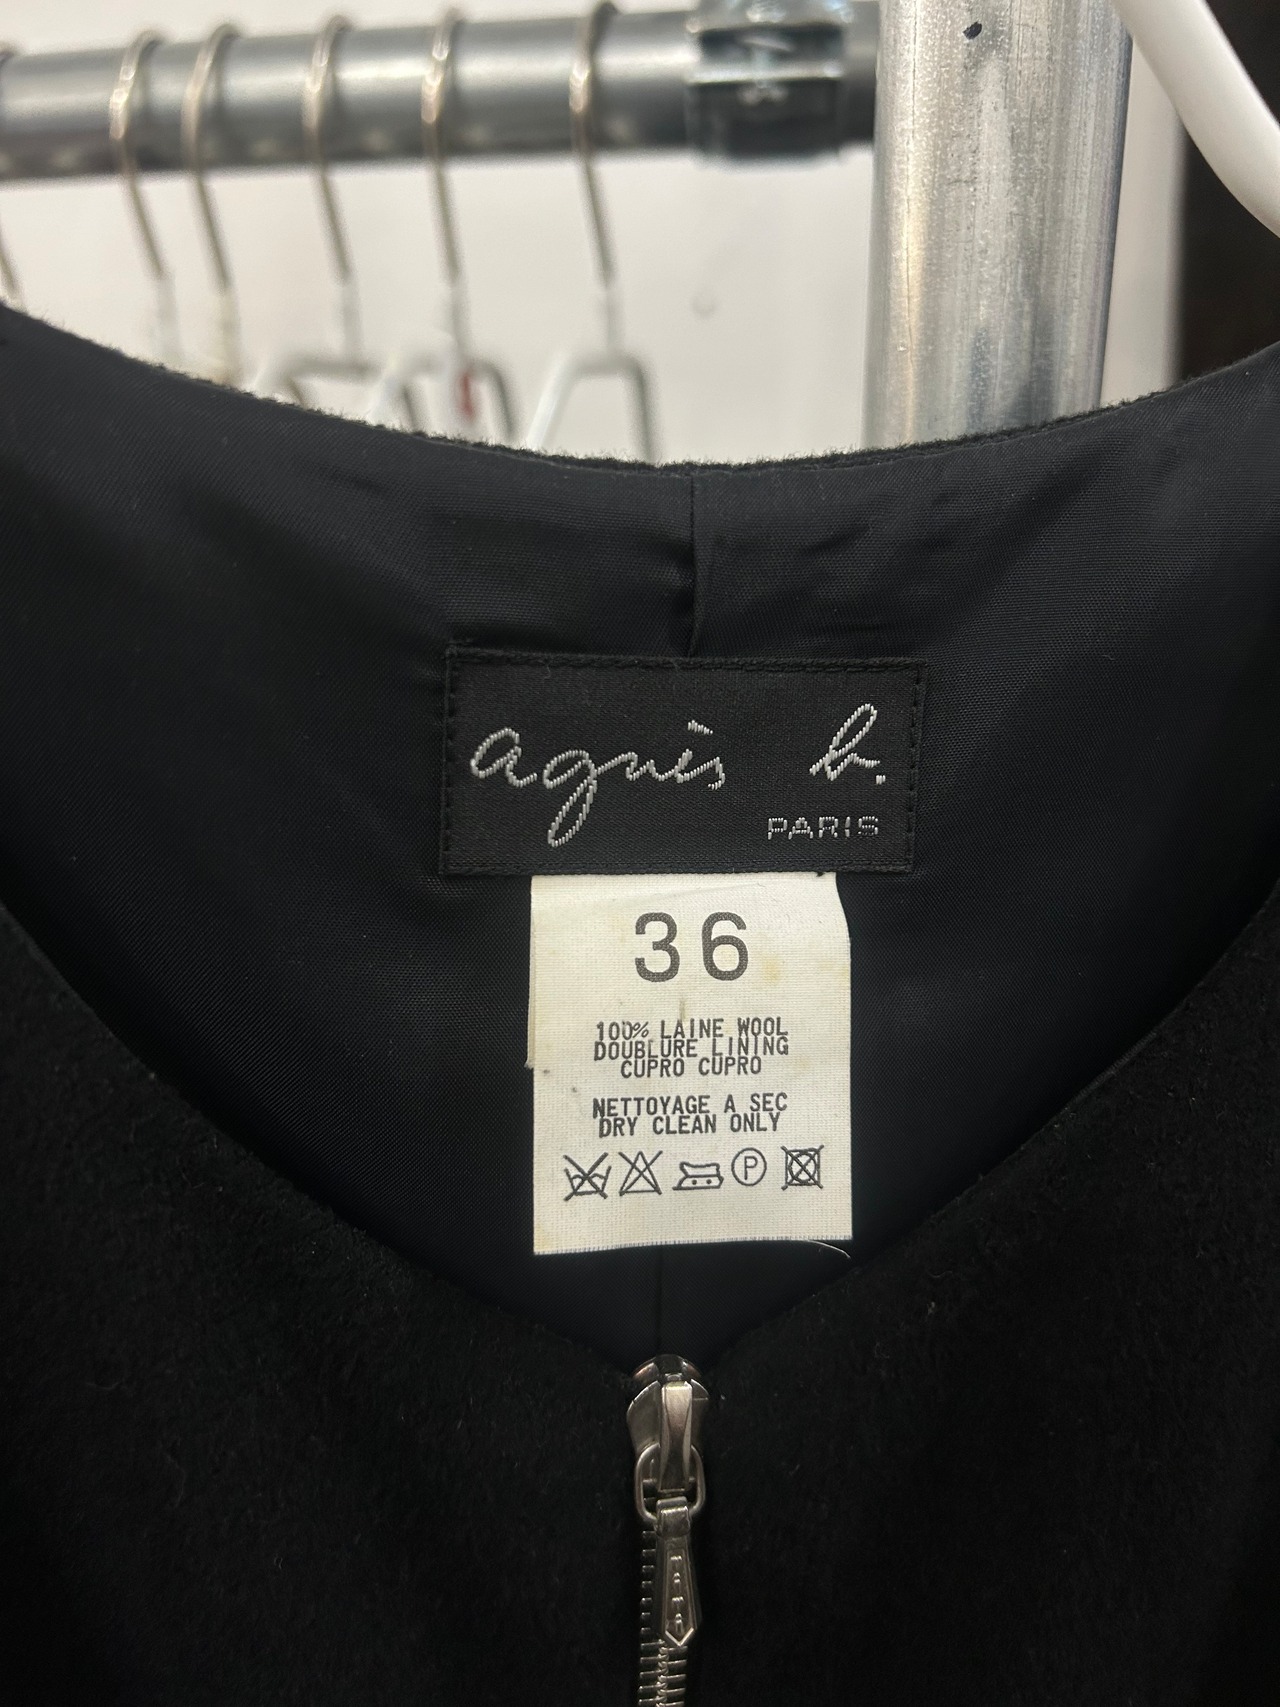 agnès b.
PARIS
36
100% LAINE WOOL
DOUBLURE LINING
CUPRO CUPRO
NETTOYAGE A SEC
DRY CLEAN ONLY
P